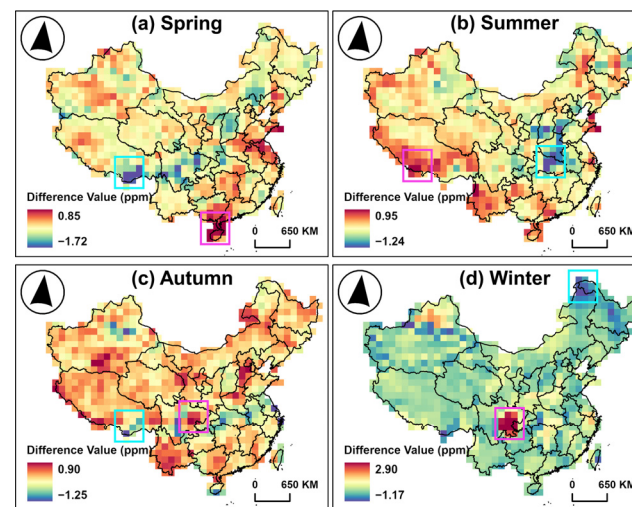 (a) Spring
Difference Value (ppm)
0.85
−1.72
0 650 KM
(b) Summer
Difference Value (ppm)
0.95
−1.24
0 650 KM
(c) Autumn
Difference Value (ppm)
0.90
−1.25
0 650 KM
(d) Winter
Difference Value (ppm)
2.90
−1.17
0 650 KM